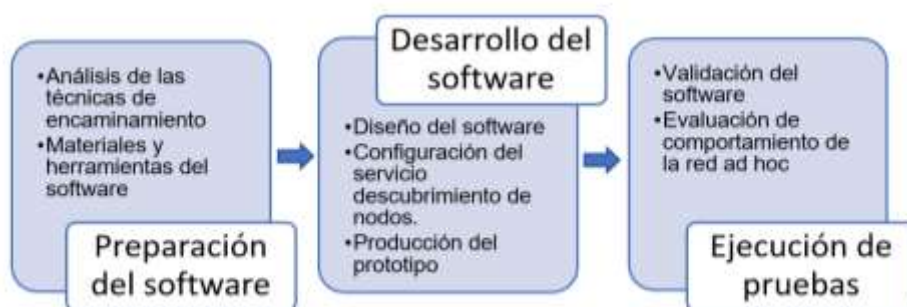 •Análisis de las
técnicas de
encaminamiento
•Materiales y
herramientas del
software
Preparación
del software
Desarrollo del
software
•Diseño del software
•Configuración del
servicio
descubrimiento de
nodos.
•Producción del
prototipo
•Validación del
software
•Evaluación de
comportamiento de
la red ad hoc
Ejecución de
pruebas